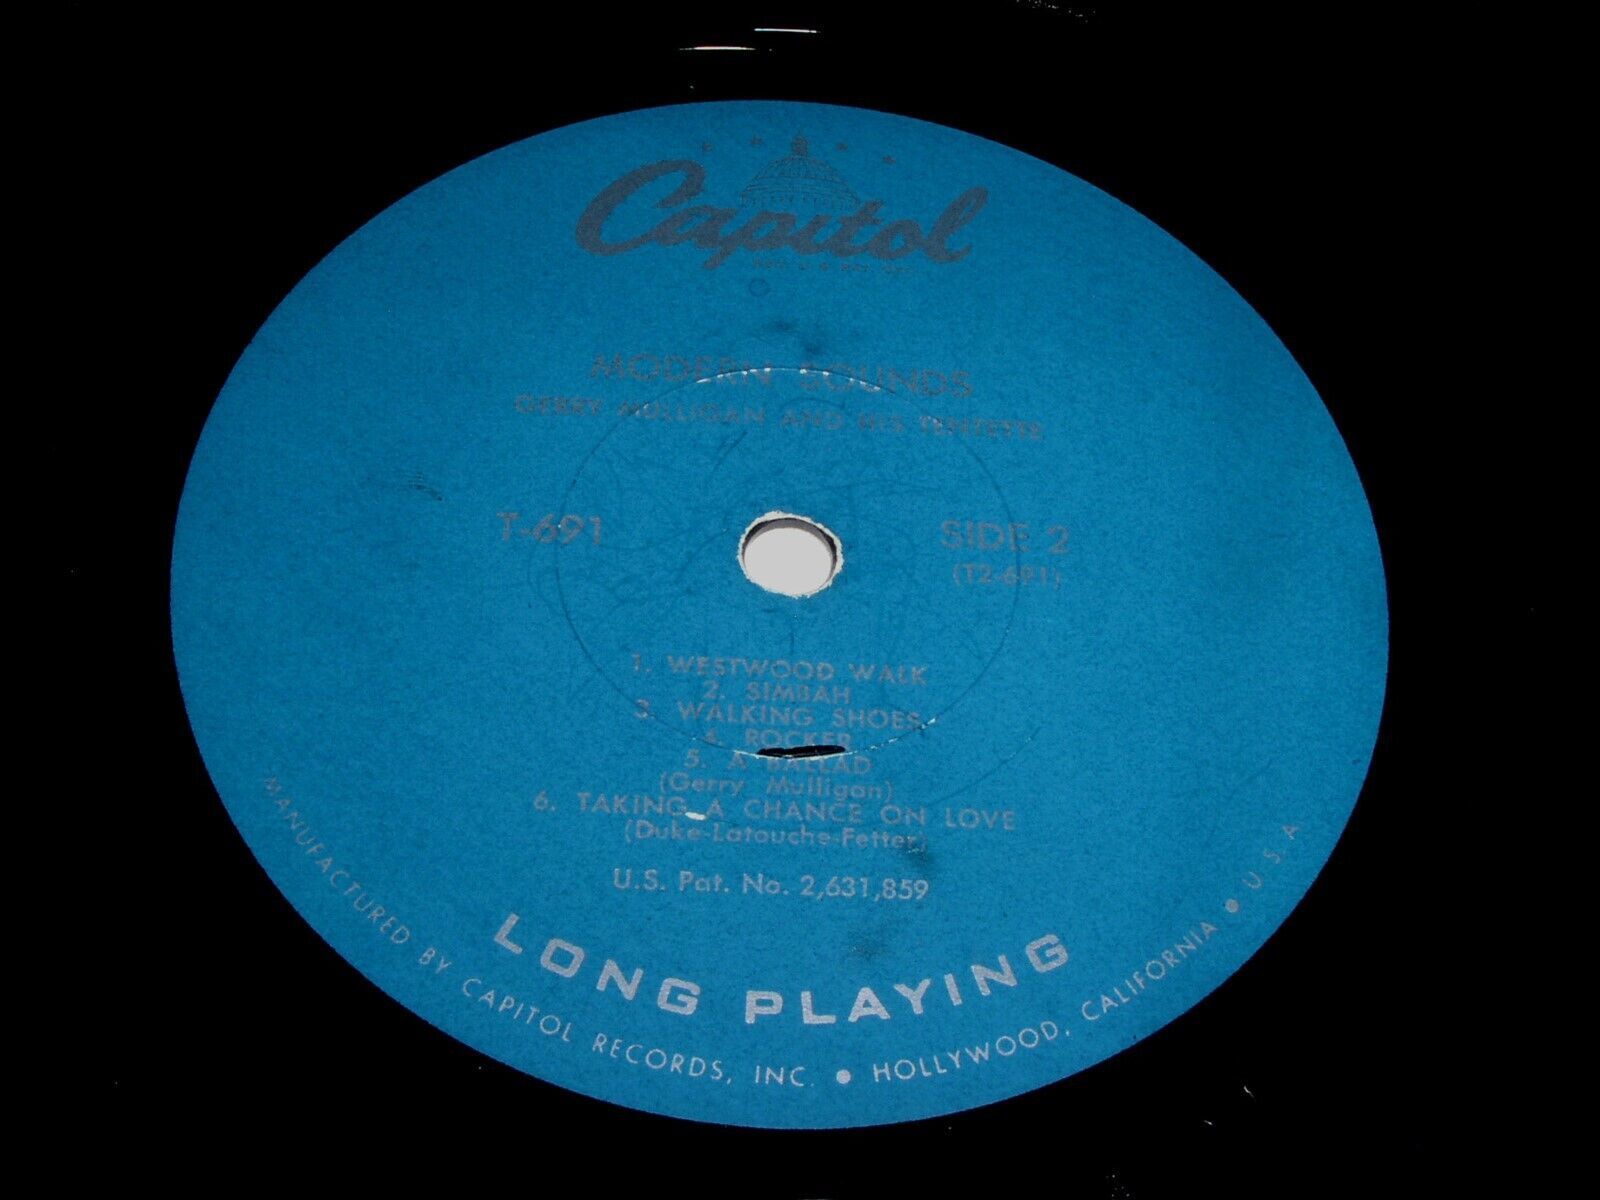 Capitol
MODERN SOUNDS
GERRY MULLIGAN AND HIS TENTETTE
T-691
SIDE 2
(T2-691)
1. WESTWOOD WALK
2. SIMBAH
3. WALKING SHOES
4. ROCKER
5. A BALLAD
(Gerry Mulligan)
6. TAKING A CHANCE ON LOVE
(Duke-Latouche-Fetter)
U.S. Pat. No. 2,631,859
LONG PLAYING
MANUFACTURED BY CAPITOL RECORDS, INC. • HOLLYWOOD, CALIFORNIA • U.S.A